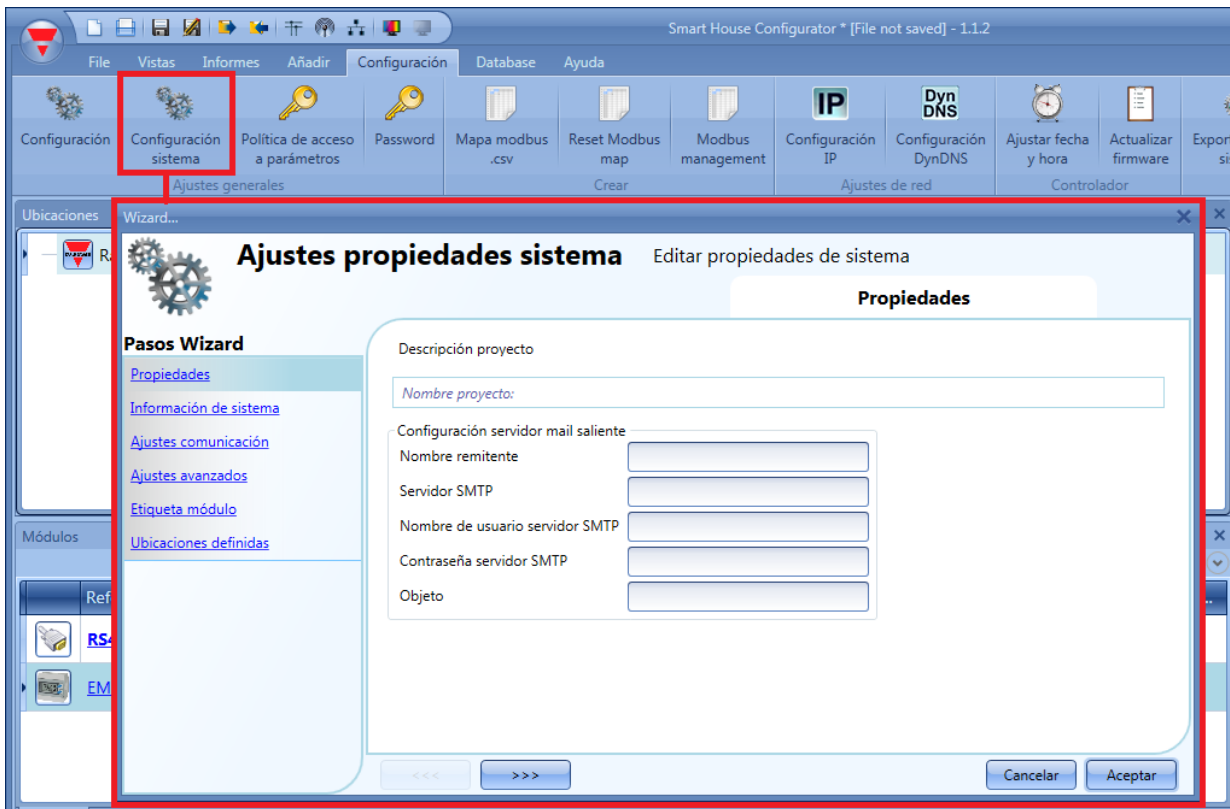 Smart House Configurator * [File not saved] - 1.1.2
File Vistas Informes Añadir Configuración Database Ayuda
Configuración
Configuración sistema
Política de acceso a parámetros
Password
Mapa modbus .csv
Reset Modbus map
Modbus management
IP
Configuración IP
Dyn DNS
Configuración DynDNS
Ajustar fecha y hora
Actualizar firmware
Ajustes generales
Crear
Ajustes de red
Controlador
Ubicaciones
Wizard...
Ajustes propiedades sistema
Editar propiedades de sistema
Propiedades
Pasos Wizard
Propiedades
Información de sistema
Ajustes comunicación
Ajustes avanzados
Etiqueta módulo
Ubicaciones definidas
Descripción proyecto
Nombre proyecto:
Configuración servidor mail saliente
Nombre remitente
Servidor SMTP
Nombre de usuario servidor SMTP
Contraseña servidor SMTP
Objeto
Módulos
Ref
RS4
EM
<<<
>>>
Cancelar
Aceptar